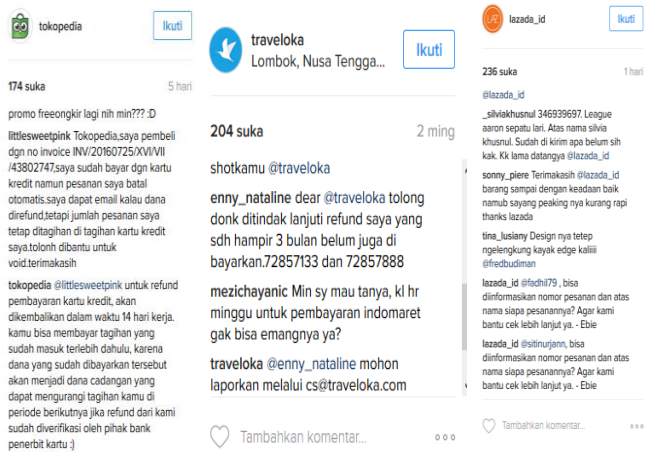 tokopedia
Ikuti
174 suka
5 hari
promo freeongkir lagi nih min??? :D
littlesweetpink Tokopedia,saya pembeli
dgn no invoice INV/20160725/XVI/VII
/43802747,saya sudah bayar dgn kartu
kredit namun pesanan saya batal
otomatis.saya dapat email kalau dana
direfund,tetapi jumlah pesanan saya
tetap ditagihan di tagihan kartu kredit
saya.tolonh dibantu untuk
void.terimakasih
tokopedia @littlesweetpink untuk refund
pembayaran kartu kredit, akan
dikembalikan dalam waktu 14 hari kerja.
kamu bisa membayar tagihan yang
sudah masuk terlebih dahulu, karena
dana yang sudah dibayarkan tersebut
akan menjadi dana cadangan yang
dapat mengurangi tagihan kamu di
periode berikutnya jika refund dari kami
sudah diverifikasi oleh pihak bank
penerbit kartu :)
traveloka
Lombok, Nusa Tengga...
Ikuti
204 suka
2 ming
shotkamu @traveloka
enny_nataline dear @traveloka tolong
donk ditindak lanjuti refund saya yang
sdh hampir 3 bulan belum juga di
bayarkan.72857133 dan 72857888
mezichayanic Min sy mau tanya, kl hr
minggu untuk pembayaran indomaret
gak bisa emangnya ya?
traveloka @enny_nataline mohon
laporkan melalui cs@traveloka.com
Tambahkan komentar...
lazada_id
Ikuti
236 suka
1 hari
@lazada_id
_silviakhusnul 346939697. League
aaron sepatu lari. Atas nama silvia
khusnul. Sudah di kirim apa belum sih
kak. Kk lama datangya @lazada_id
sonny_piere Terimakasih @lazada_id
barang sampai dengan keadaan baik
namub sayang peaking nya kurang rapi
thanks lazada
tina_lusiany Design nya tetep
ngelengkung kayak edge kaliiii
@fredbudiman
lazada_id @fadhil79 , bisa
diinformasikan nomor pesanan dan atas
nama siapa pesanannya? Agar kami
bantu cek lebih lanjut ya. - Ebie
lazada_id @sitinurjann, bisa
diinformasikan nomor pesanan dan atas
nama siapa pesanannya? Agar kami
bantu cek lebih lanjut ya. - Ebie
Tambahkan komentar...